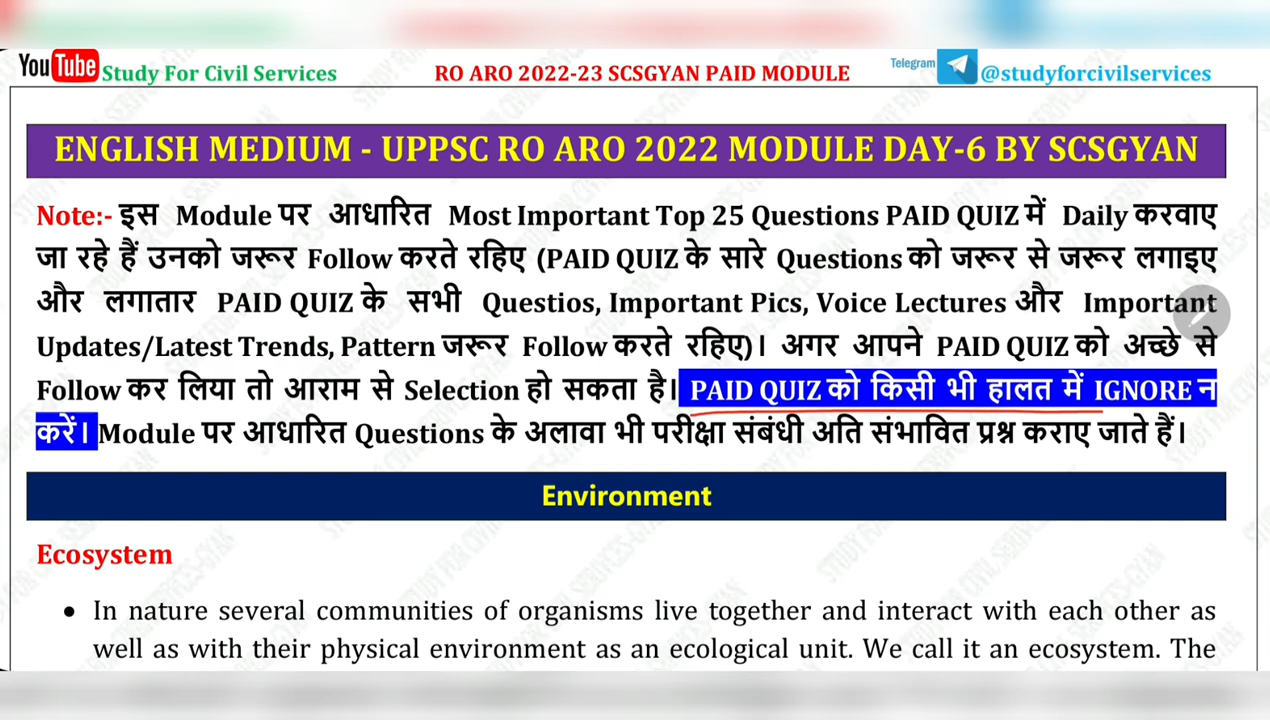 YouTube Study For Civil Services RO ARO 2022-23 SCSGYAN PAID MODULE Telegram @studyforcivilservices
ENGLISH MEDIUM - UPPSC RO ARO 2022 MODULE DAY-6 BY SCSGYAN
Note:- इस Module पर आधारित Most Important Top 25 Questions PAID QUIZ में Daily करवाए
जा रहे हैं उनको जरूर Follow करते रहिए (PAID QUIZ के सारे Questions को जरूर से जरूर लगाइए
और लगातार PAID QUIZ के सभी Questios, Important Pics, Voice Lectures और Important
Updates/Latest Trends, Pattern जरूर Follow करते रहिए)। अगर आपने PAID QUIZ को अच्छे से
Follow कर लिया तो आराम से Selection हो सकता है। PAID QUIZ को किसी भी हालत में IGNORE न
करें। Module पर आधारित Questions के अलावा भी परीक्षा संबंधी अति संभावित प्रश्न कराए जाते हैं।
Environment
Ecosystem
• In nature several communities of organisms live together and interact with each other as
well as with their physical environment as an ecological unit. We call it an ecosystem. The